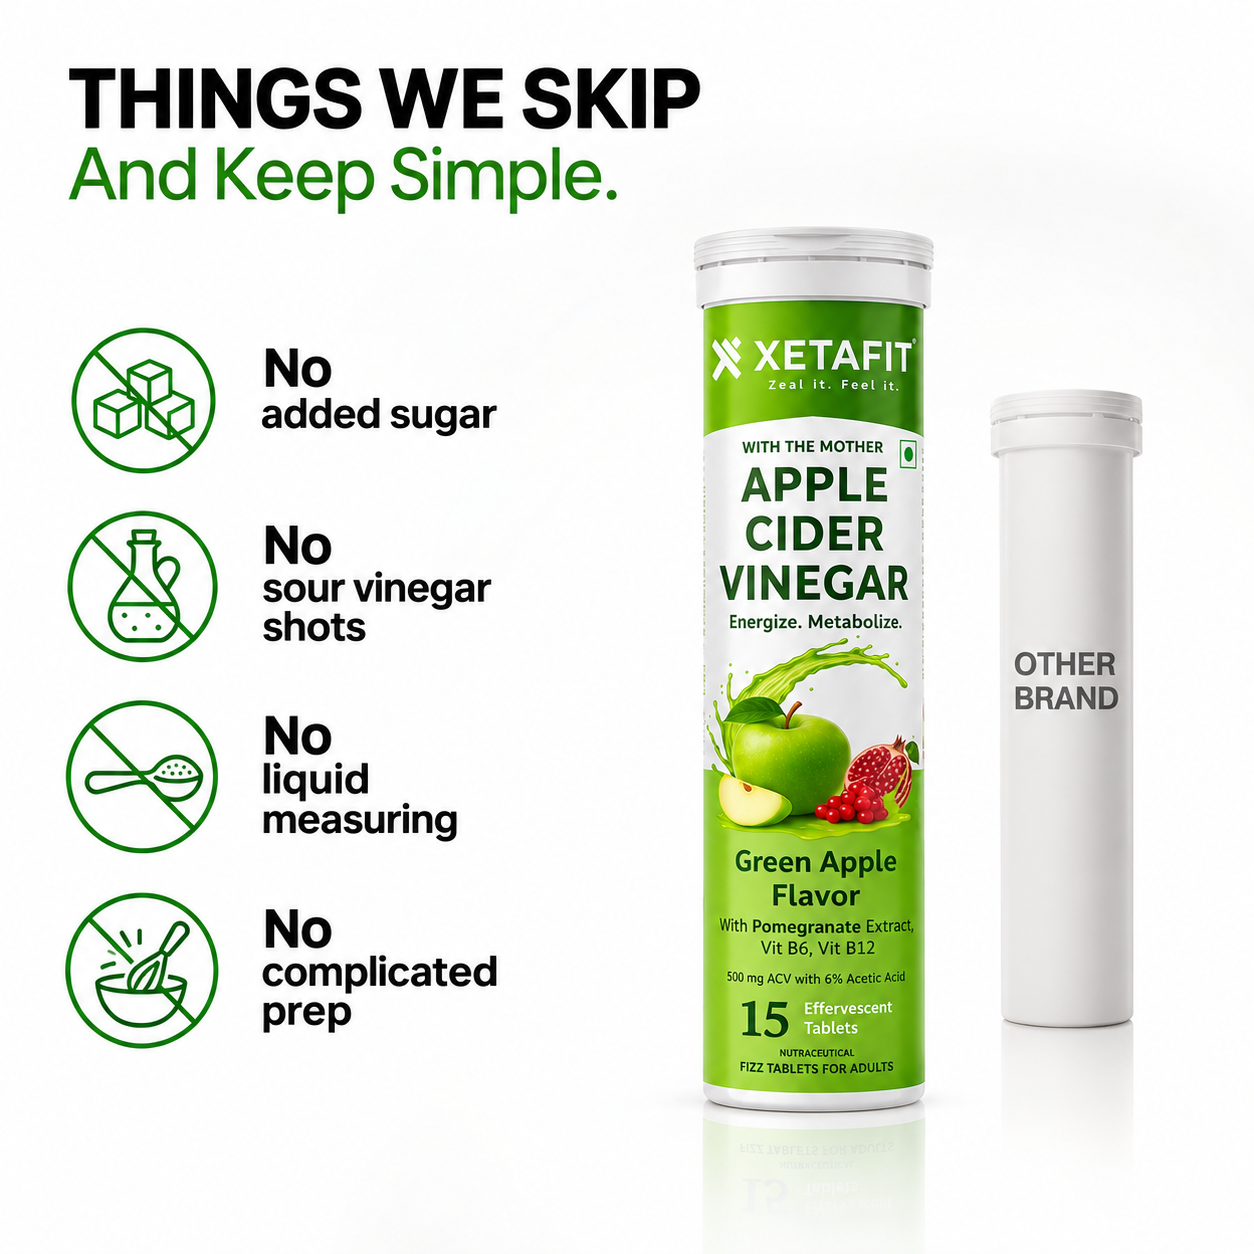 THINGS WE SKIP
And Keep Simple.
No
added sugar
No
sour vinegar
shots
No
liquid
measuring
No
complicated
prep
XETAFIT®
Zeal it. Feel it.
WITH THE MOTHER
APPLE
CIDER
VINEGAR
Energize. Metabolize.
Green Apple
Flavor
With Pomegranate Extract,
Vit B6, Vit B12
500 mg ACV with 6% Acetic Acid
15 Effervescent
Tablets
NUTRACEUTICAL
FIZZ TABLETS FOR ADULTS
OTHER
BRAND